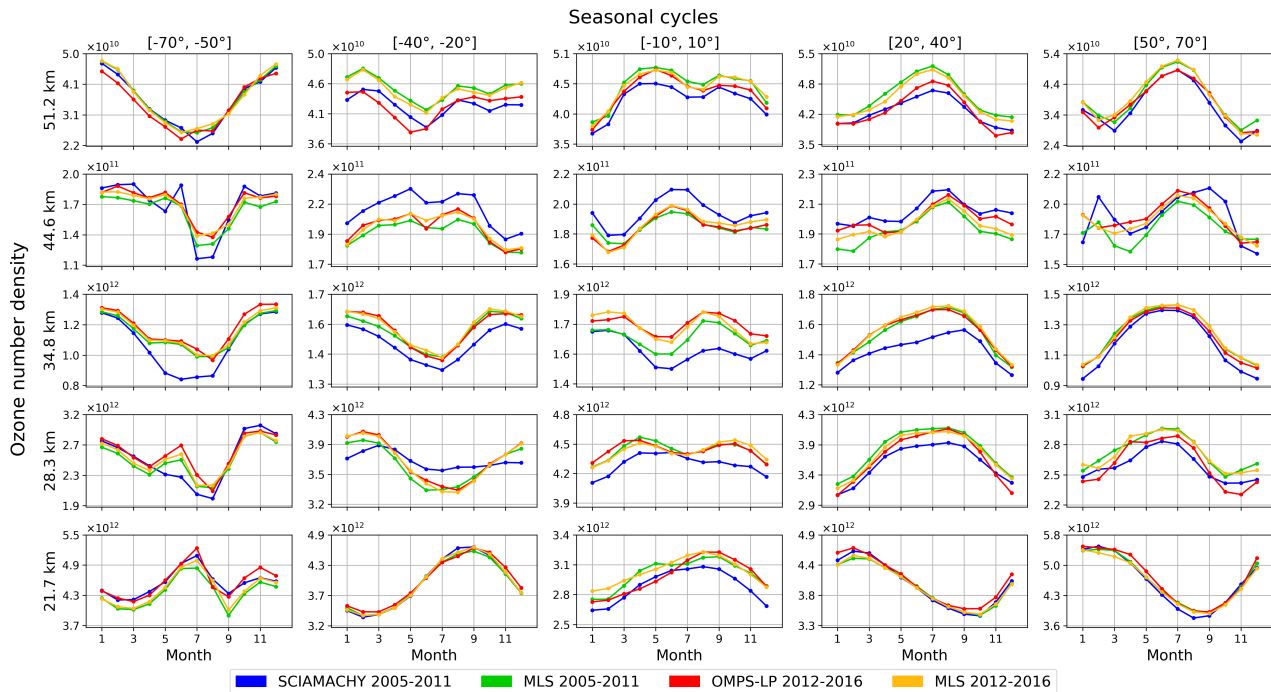 Seasonal cycles
[-70°, -50°] [-40°, -20°] [-10°, 10°] [20°, 40°] [50°, 70°]
Ozone number density
51.2 km
×10¹⁰ ×10¹⁰ ×10¹⁰ ×10¹⁰ ×10¹⁰
5.0 5.0 5.1 5.5 5.4
4.1 4.6 4.5 4.8 4.4
3.1 4.1 4.0 4.2 3.4
2.2 3.6 3.5 3.5 2.4
44.6 km
×10¹¹ ×10¹¹ ×10¹¹ ×10¹¹ ×10¹¹
2.0 2.4 2.2 2.3 2.2
1.7 2.1 2.0 2.1 2.0
1.4 1.9 1.8 1.9 1.7
1.1 1.7 1.6 1.7 1.5
34.8 km
×10¹² ×10¹² ×10¹² ×10¹² ×10¹²
1.4 1.7 1.9 1.8 1.5
1.2 1.6 1.7 1.6 1.3
1.0 1.4 1.6 1.4 1.1
0.8 1.3 1.4 1.2 0.9
28.3 km
×10¹² ×10¹² ×10¹² ×10¹² ×10¹²
3.2 4.3 4.8 4.3 3.1
2.7 3.9 4.5 3.9 2.8
2.3 3.5 4.2 3.4 2.5
1.9 3.2 3.9 3.0 2.2
21.7 km
×10¹² ×10¹² ×10¹² ×10¹² ×10¹²
5.5 4.9 3.4 4.9 5.8
4.9 4.3 3.1 4.4 5.0
4.3 3.7 2.8 3.8 4.3
3.7 3.2 2.5 3.3 3.6
1 3 5 7 9 11 1 3 5 7 9 11 1 3 5 7 9 11 1 3 5 7 9 11 1 3 5 7 9 11
Month Month Month Month Month
SCIAMACHY 2005-2011 MLS 2005-2011 OMPS-LP 2012-2016 MLS 2012-2016